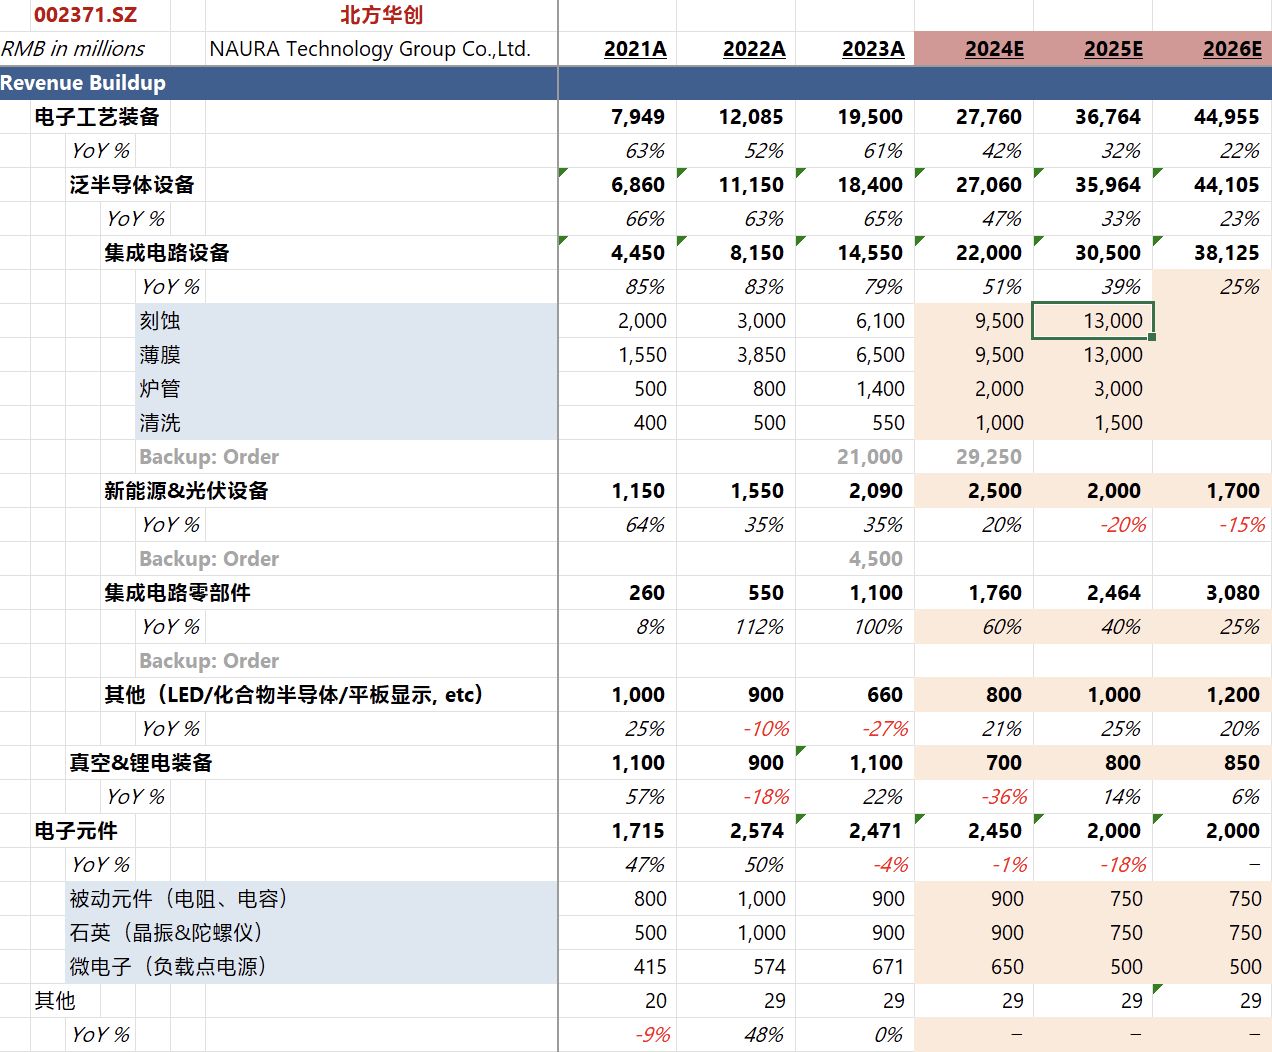 002371.SZ 北方华创
RMB in millions NAURA Technology Group Co.,Ltd. 2021A 2022A 2023A 2024E 2025E 2026E
Revenue Buildup
电子工艺装备 7,949 12,085 19,500 27,760 36,764 44,955
YoY % 63% 52% 61% 42% 32% 22%
泛半导体设备 6,860 11,150 18,400 27,060 35,964 44,105
YoY % 66% 63% 65% 47% 33% 23%
集成电路设备 4,450 8,150 14,550 22,000 30,500 38,125
YoY % 85% 83% 79% 51% 39% 25%
刻蚀 2,000 3,000 6,100 9,500 13,000
薄膜 1,550 3,850 6,500 9,500 13,000
炉管 500 800 1,400 2,000 3,000
清洗 400 500 550 1,000 1,500
Backup: Order 21,000 29,250
新能源&光伏设备 1,150 1,550 2,090 2,500 2,000 1,700
YoY % 64% 35% 35% 20% -20% -15%
Backup: Order 4,500
集成电路零部件 260 550 1,100 1,760 2,464 3,080
YoY % 8% 112% 100% 60% 40% 25%
Backup: Order
其他（LED/化合物半导体/平板显示, etc） 1,000 900 660 800 1,000 1,200
YoY % 25% -10% -27% 21% 25% 20%
真空&锂电装备 1,100 900 1,100 700 800 850
YoY % 57% -18% 22% -36% 14% 6%
电子元件 1,715 2,574 2,471 2,450 2,000 2,000
YoY % 47% 50% -4% -1% -18% –
被动元件（电阻、电容） 800 1,000 900 900 750 750
石英（晶振&陀螺仪） 500 1,000 900 900 750 750
微电子（负载点电源） 415 574 671 650 500 500
其他 20 29 29 29 29 29
YoY % -9% 48% 0% – – –